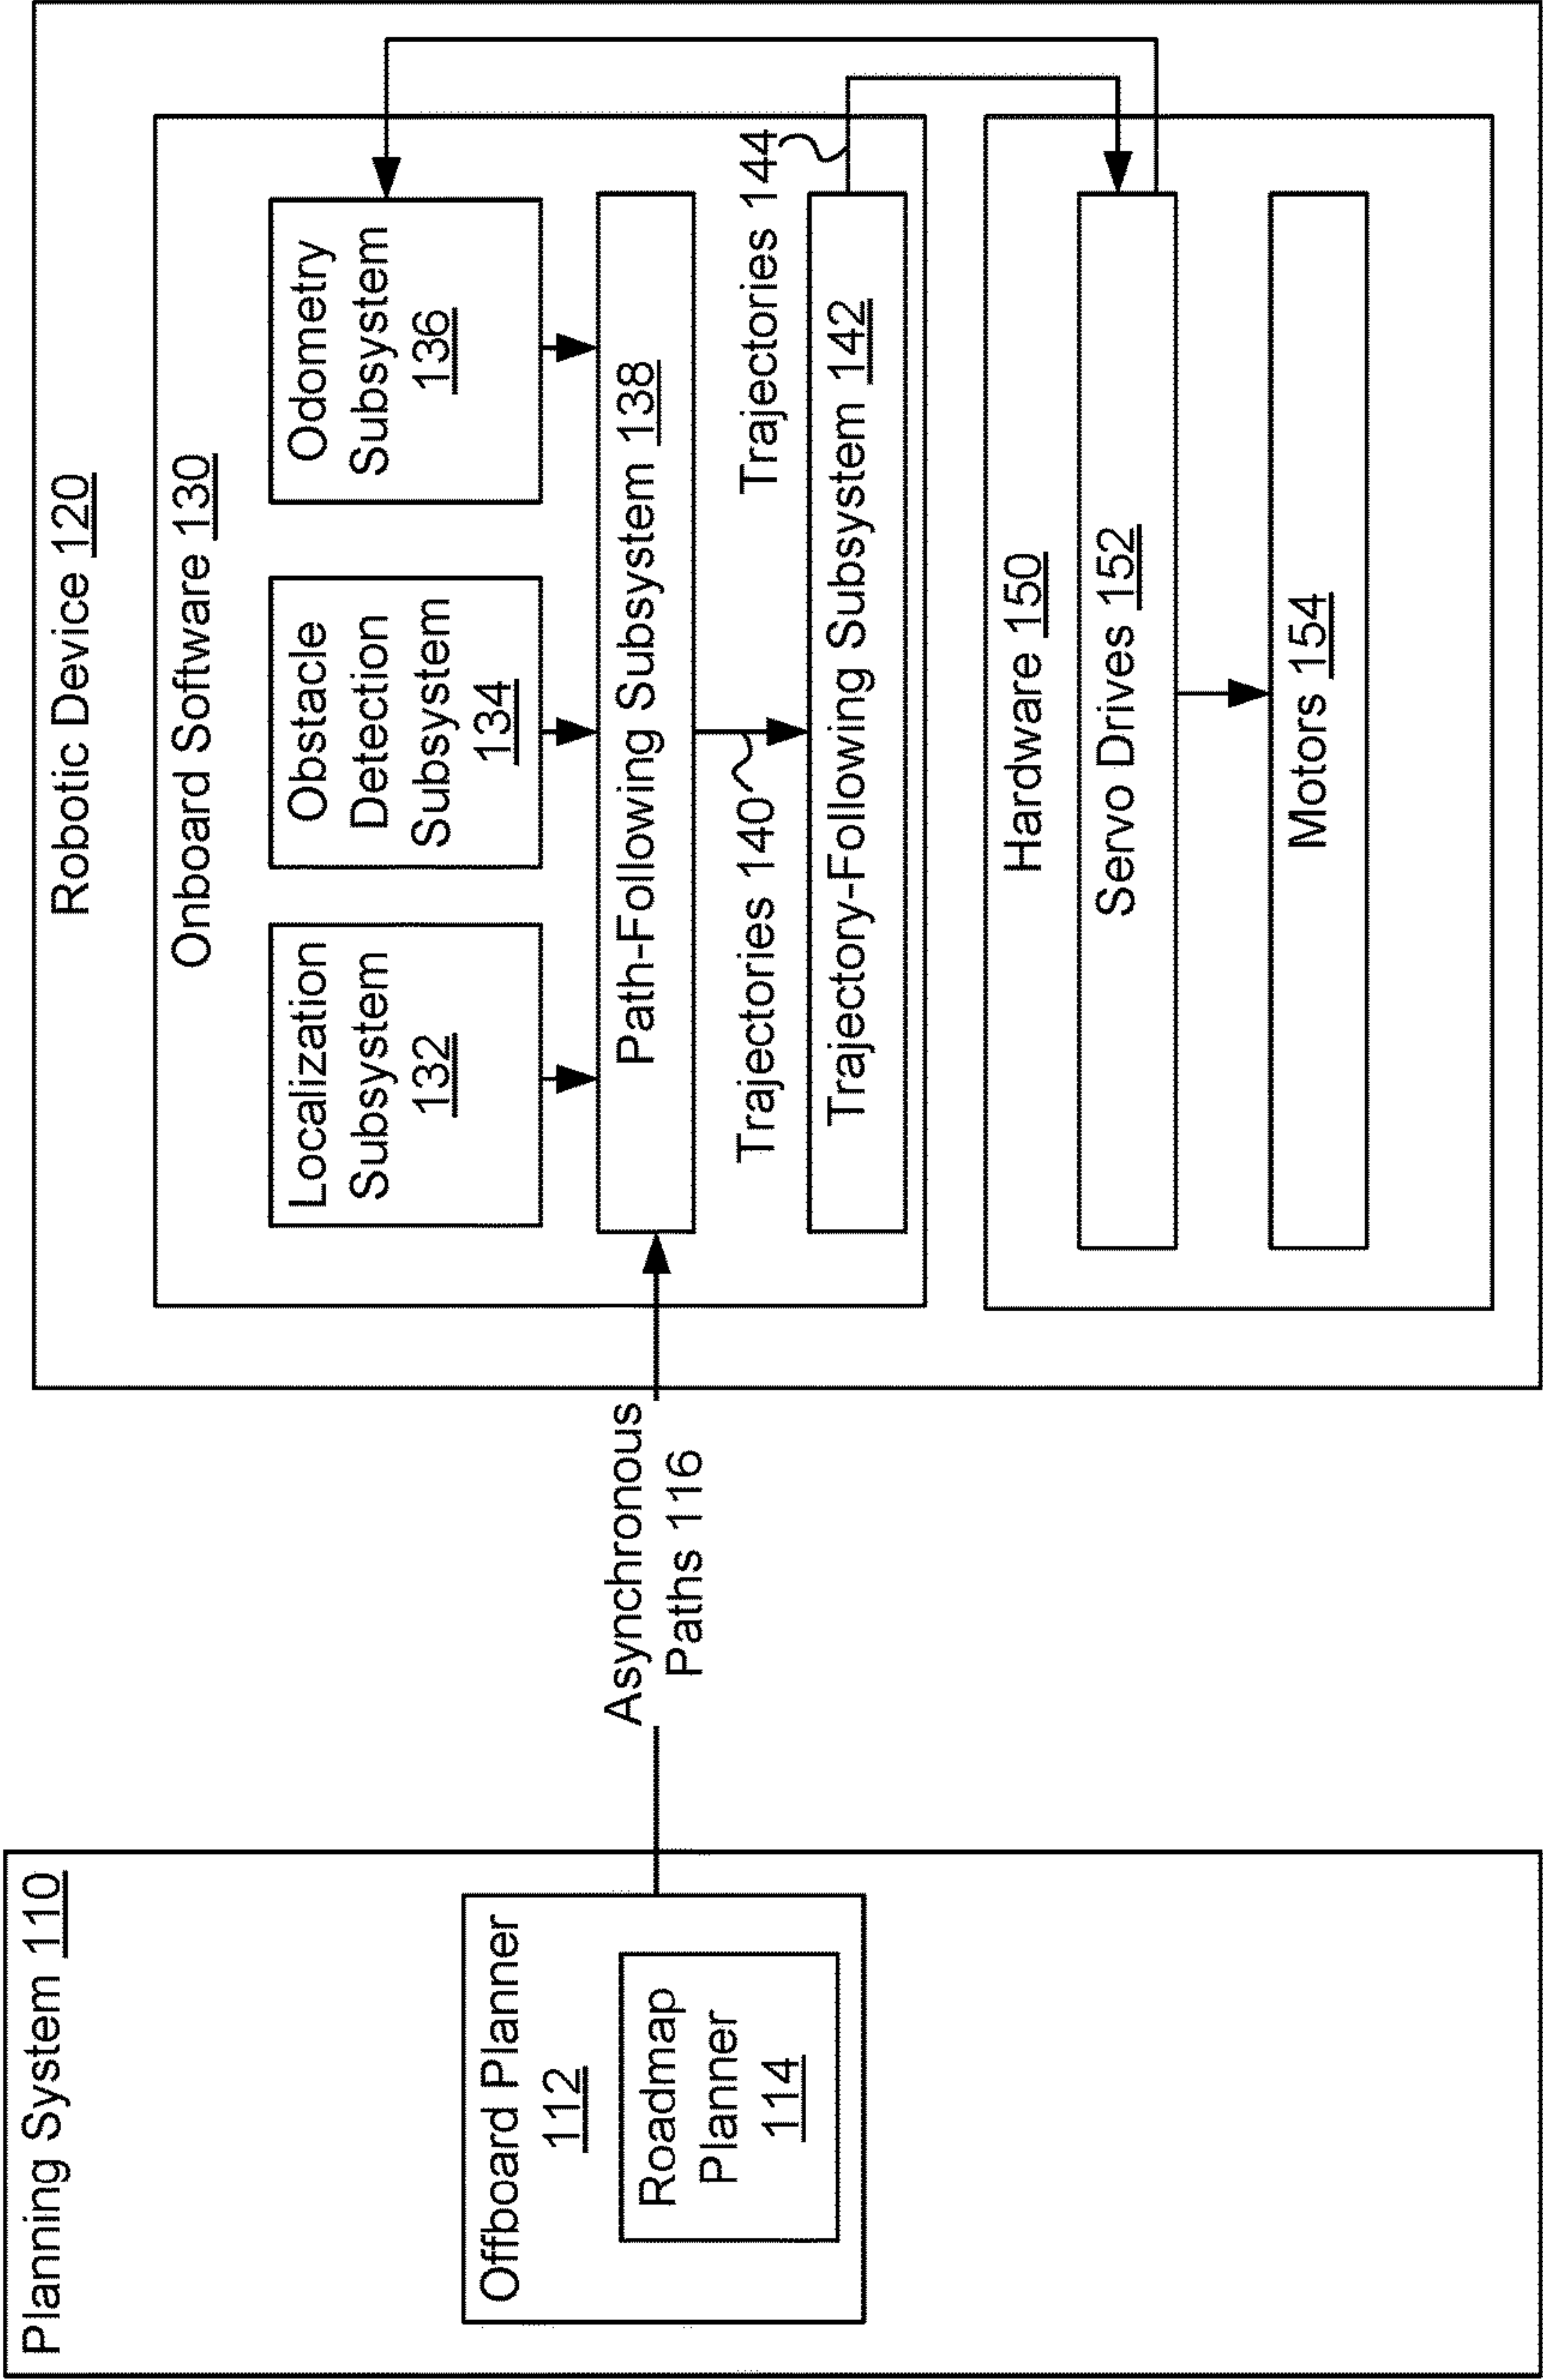 Planning System 110
Offboard Planner
112
Roadmap
Planner
114
Asynchronous
Paths 116
Robotic Device 120
Onboard Software 130
Localization
Subsystem
132
Obstacle
Detection
Subsystem
134
Odometry
Subsystem
136
Path-Following Subsystem 138
Trajectories 140
Trajectories 144
Trajectory-Following Subsystem 142
Hardware 150
Servo Drives 152
Motors 154